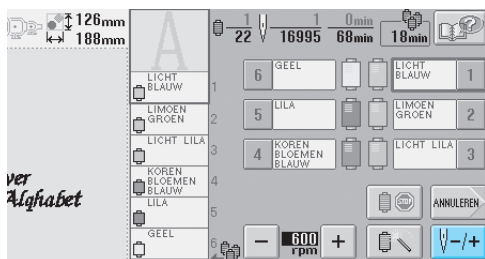 126mm
188mm
A
1
22
1
16995
0min
68min
18min
LICHT
BLAUW
1
LIMOEN
GROEN
2
LICHT LILA
3
KOREN
BLOEMEN
BLAUW
4
LILA
5
GEEL
6
6
GEEL
LICHT
BLAUW
1
5
LILA
LIMOEN
GROEN
2
4
KOREN
BLOEMEN
BLAUW
LICHT LILA
3
ver
Alqhabet
STOP
ANNULEREN
-
600
rpm
+
-/+